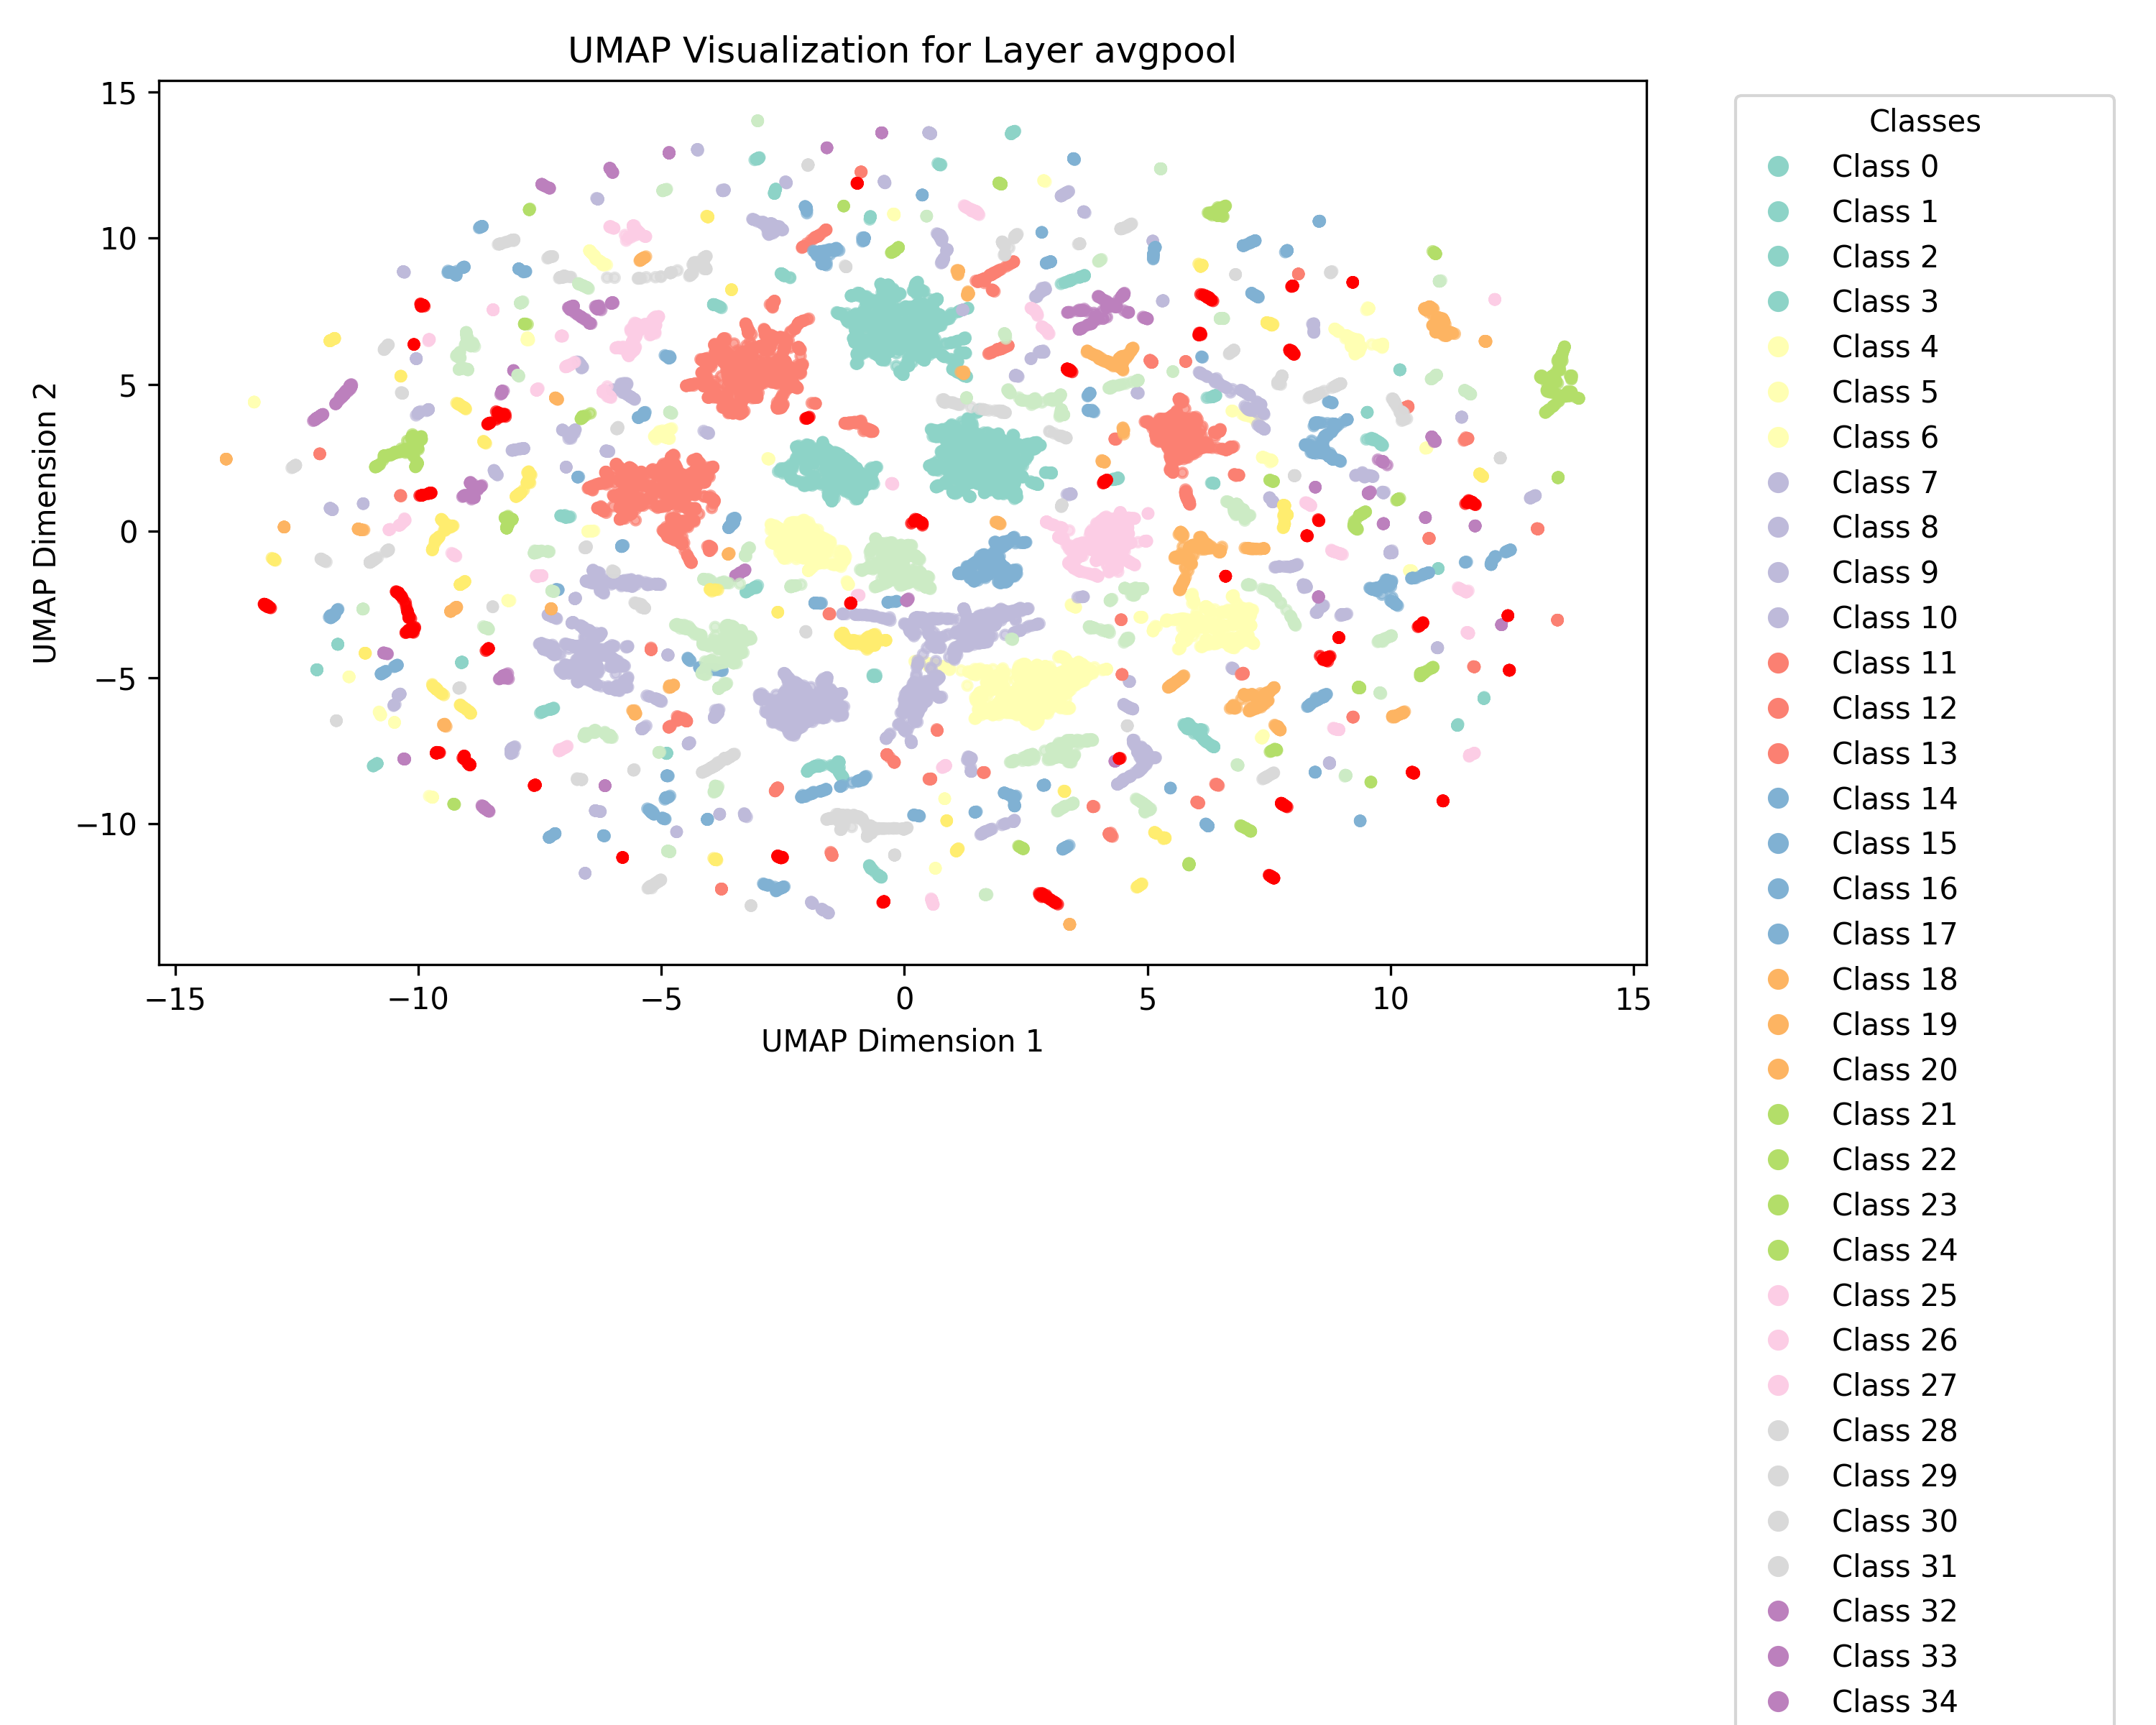 UMAP Visualization for Layer avgpool
15
10
5
0
−5
−10
UMAP Dimension 2
−15
−10
−5
0
5
10
15
UMAP Dimension 1
Classes
Class 0
Class 1
Class 2
Class 3
Class 4
Class 5
Class 6
Class 7
Class 8
Class 9
Class 10
Class 11
Class 12
Class 13
Class 14
Class 15
Class 16
Class 17
Class 18
Class 19
Class 20
Class 21
Class 22
Class 23
Class 24
Class 25
Class 26
Class 27
Class 28
Class 29
Class 30
Class 31
Class 32
Class 33
Class 34